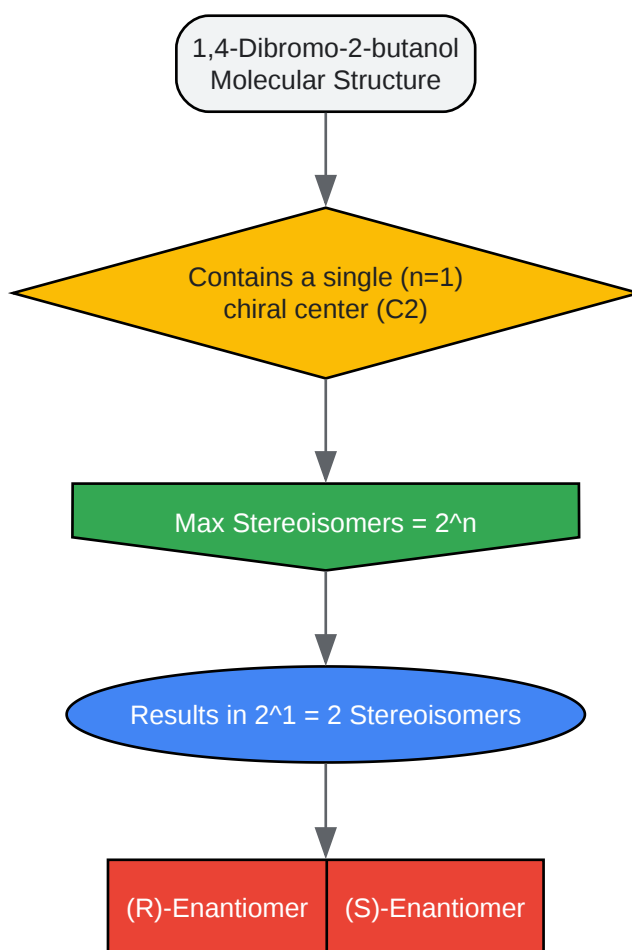 1,4-Dibromo-2-butanol
Molecular Structure
Contains a single (n=1)
chiral center (C2)
Max Stereoisomers = 2^n
Results in 2^1 = 2 Stereoisomers
(R)-Enantiomer
(S)-Enantiomer